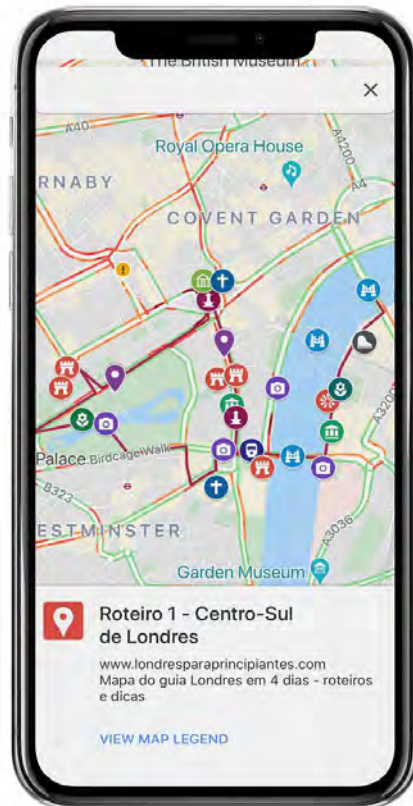 The British Museum
A40
A4200
Royal Opera House
RNABY
A4
COVENT GARDEN
A3200
Palace
Birdcage Walk
B323
ESTMINSTER
A3036
Garden Museum
Roteiro 1 - Centro-Sul
de Londres
www.londresparaprincipiantes.com
Mapa do guia Londres em 4 dias - roteiros
e dicas
VIEW MAP LEGEND